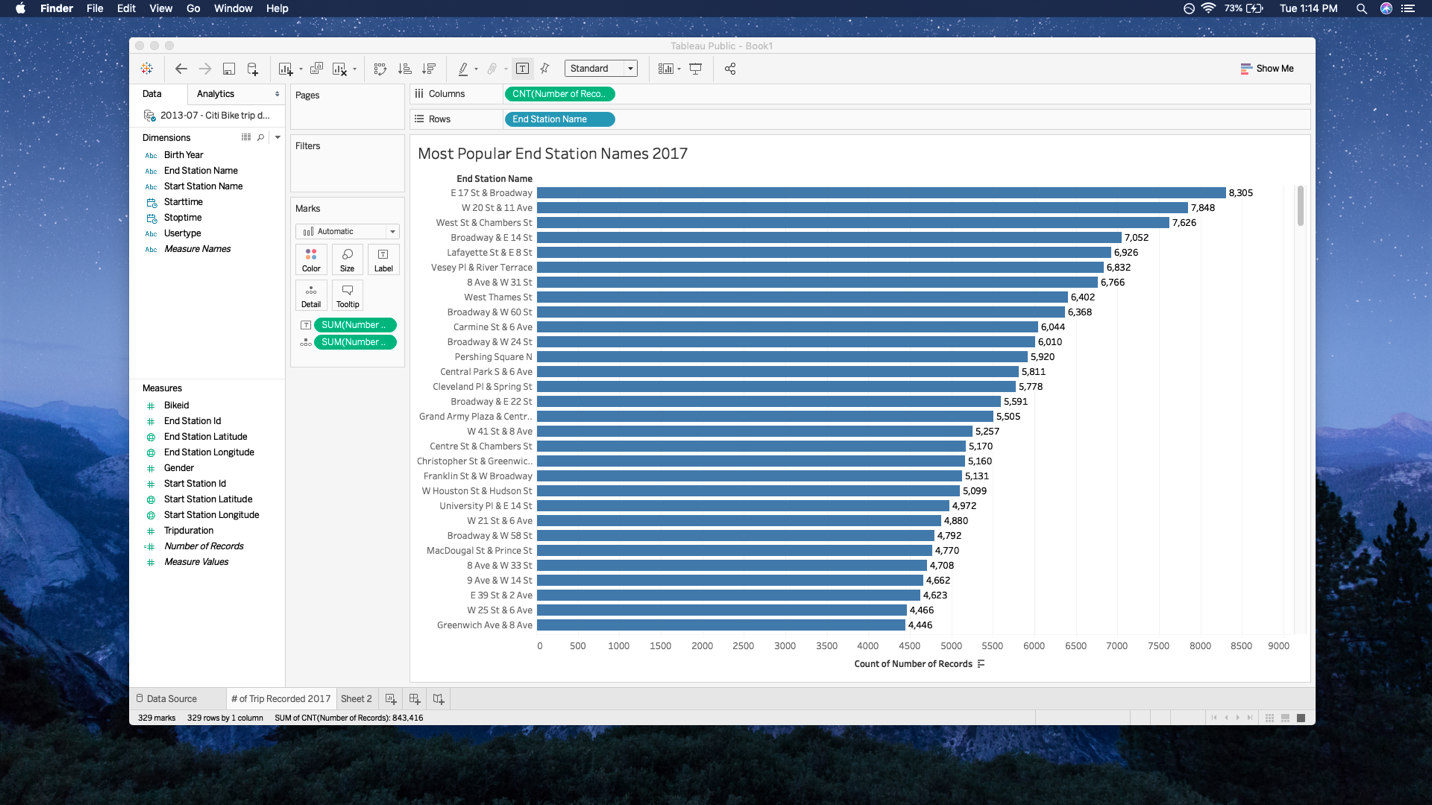 Finder File Edit View Go Window Help 73% Tue 1:14 PM
Tableau Public - Book1
Standard Show Me
Data Analytics
2013-07 - Citi Bike trip d...
Dimensions
Abc Birth Year
Abc End Station Name
Abc Start Station Name
Starttime
Stoptime
Abc Usertype
Abc Measure Names
Measures
# Bikeid
# End Station Id
End Station Latitude
End Station Longitude
# Gender
# Start Station Id
Start Station Latitude
Start Station Longitude
# Tripduration
=# Number of Records
# Measure Values
Pages
Filters
Marks
Automatic
Color Size Label
Detail Tooltip
SUM(Number ..
SUM(Number ..
Columns CNT(Number of Reco..
Rows End Station Name
Most Popular End Station Names 2017
End Station Name
E 17 St & Broadway 8,305
W 20 St & 11 Ave 7,848
West St & Chambers St 7,626
Broadway & E 14 St 7,052
Lafayette St & E 8 St 6,926
Vesey Pl & River Terrace 6,832
8 Ave & W 31 St 6,766
West Thames St 6,402
Broadway & W 60 St 6,368
Carmine St & 6 Ave 6,044
Broadway & W 24 St 6,010
Pershing Square N 5,920
Central Park S & 6 Ave 5,811
Cleveland Pl & Spring St 5,778
Broadway & E 22 St 5,591
Grand Army Plaza & Centr.. 5,505
W 41 St & 8 Ave 5,257
Centre St & Chambers St 5,170
Christopher St & Greenwic.. 5,160
Franklin St & W Broadway 5,131
W Houston St & Hudson St 5,099
University Pl & E 14 St 4,972
W 21 St & 6 Ave 4,880
Broadway & W 58 St 4,792
MacDougal St & Prince St 4,770
8 Ave & W 33 St 4,708
9 Ave & W 14 St 4,662
E 39 St & 2 Ave 4,623
W 25 St & 6 Ave 4,466
Greenwich Ave & 8 Ave 4,446
0 500 1000 1500 2000 2500 3000 3500 4000 4500 5000 5500 6000 6500 7000 7500 8000 8500 9000
Count of Number of Records
Data Source # of Trip Recorded 2017 Sheet 2
329 marks 329 rows by 1 column SUM of CNT(Number of Records): 843,416